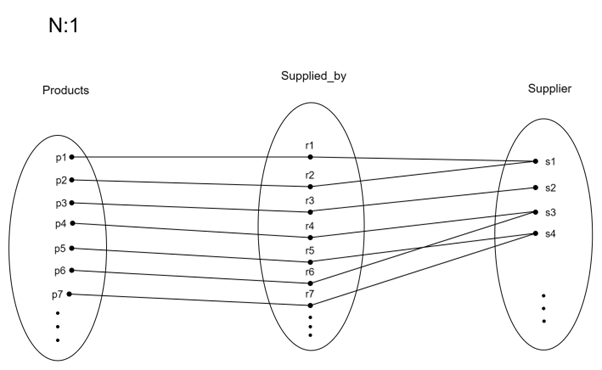 N:1
Products
Supplied_by
Supplier
p1
p2
p3
p4
p5
p6
p7
r1
r2
r3
r4
r5
r6
r7
s1
s2
s3
s4